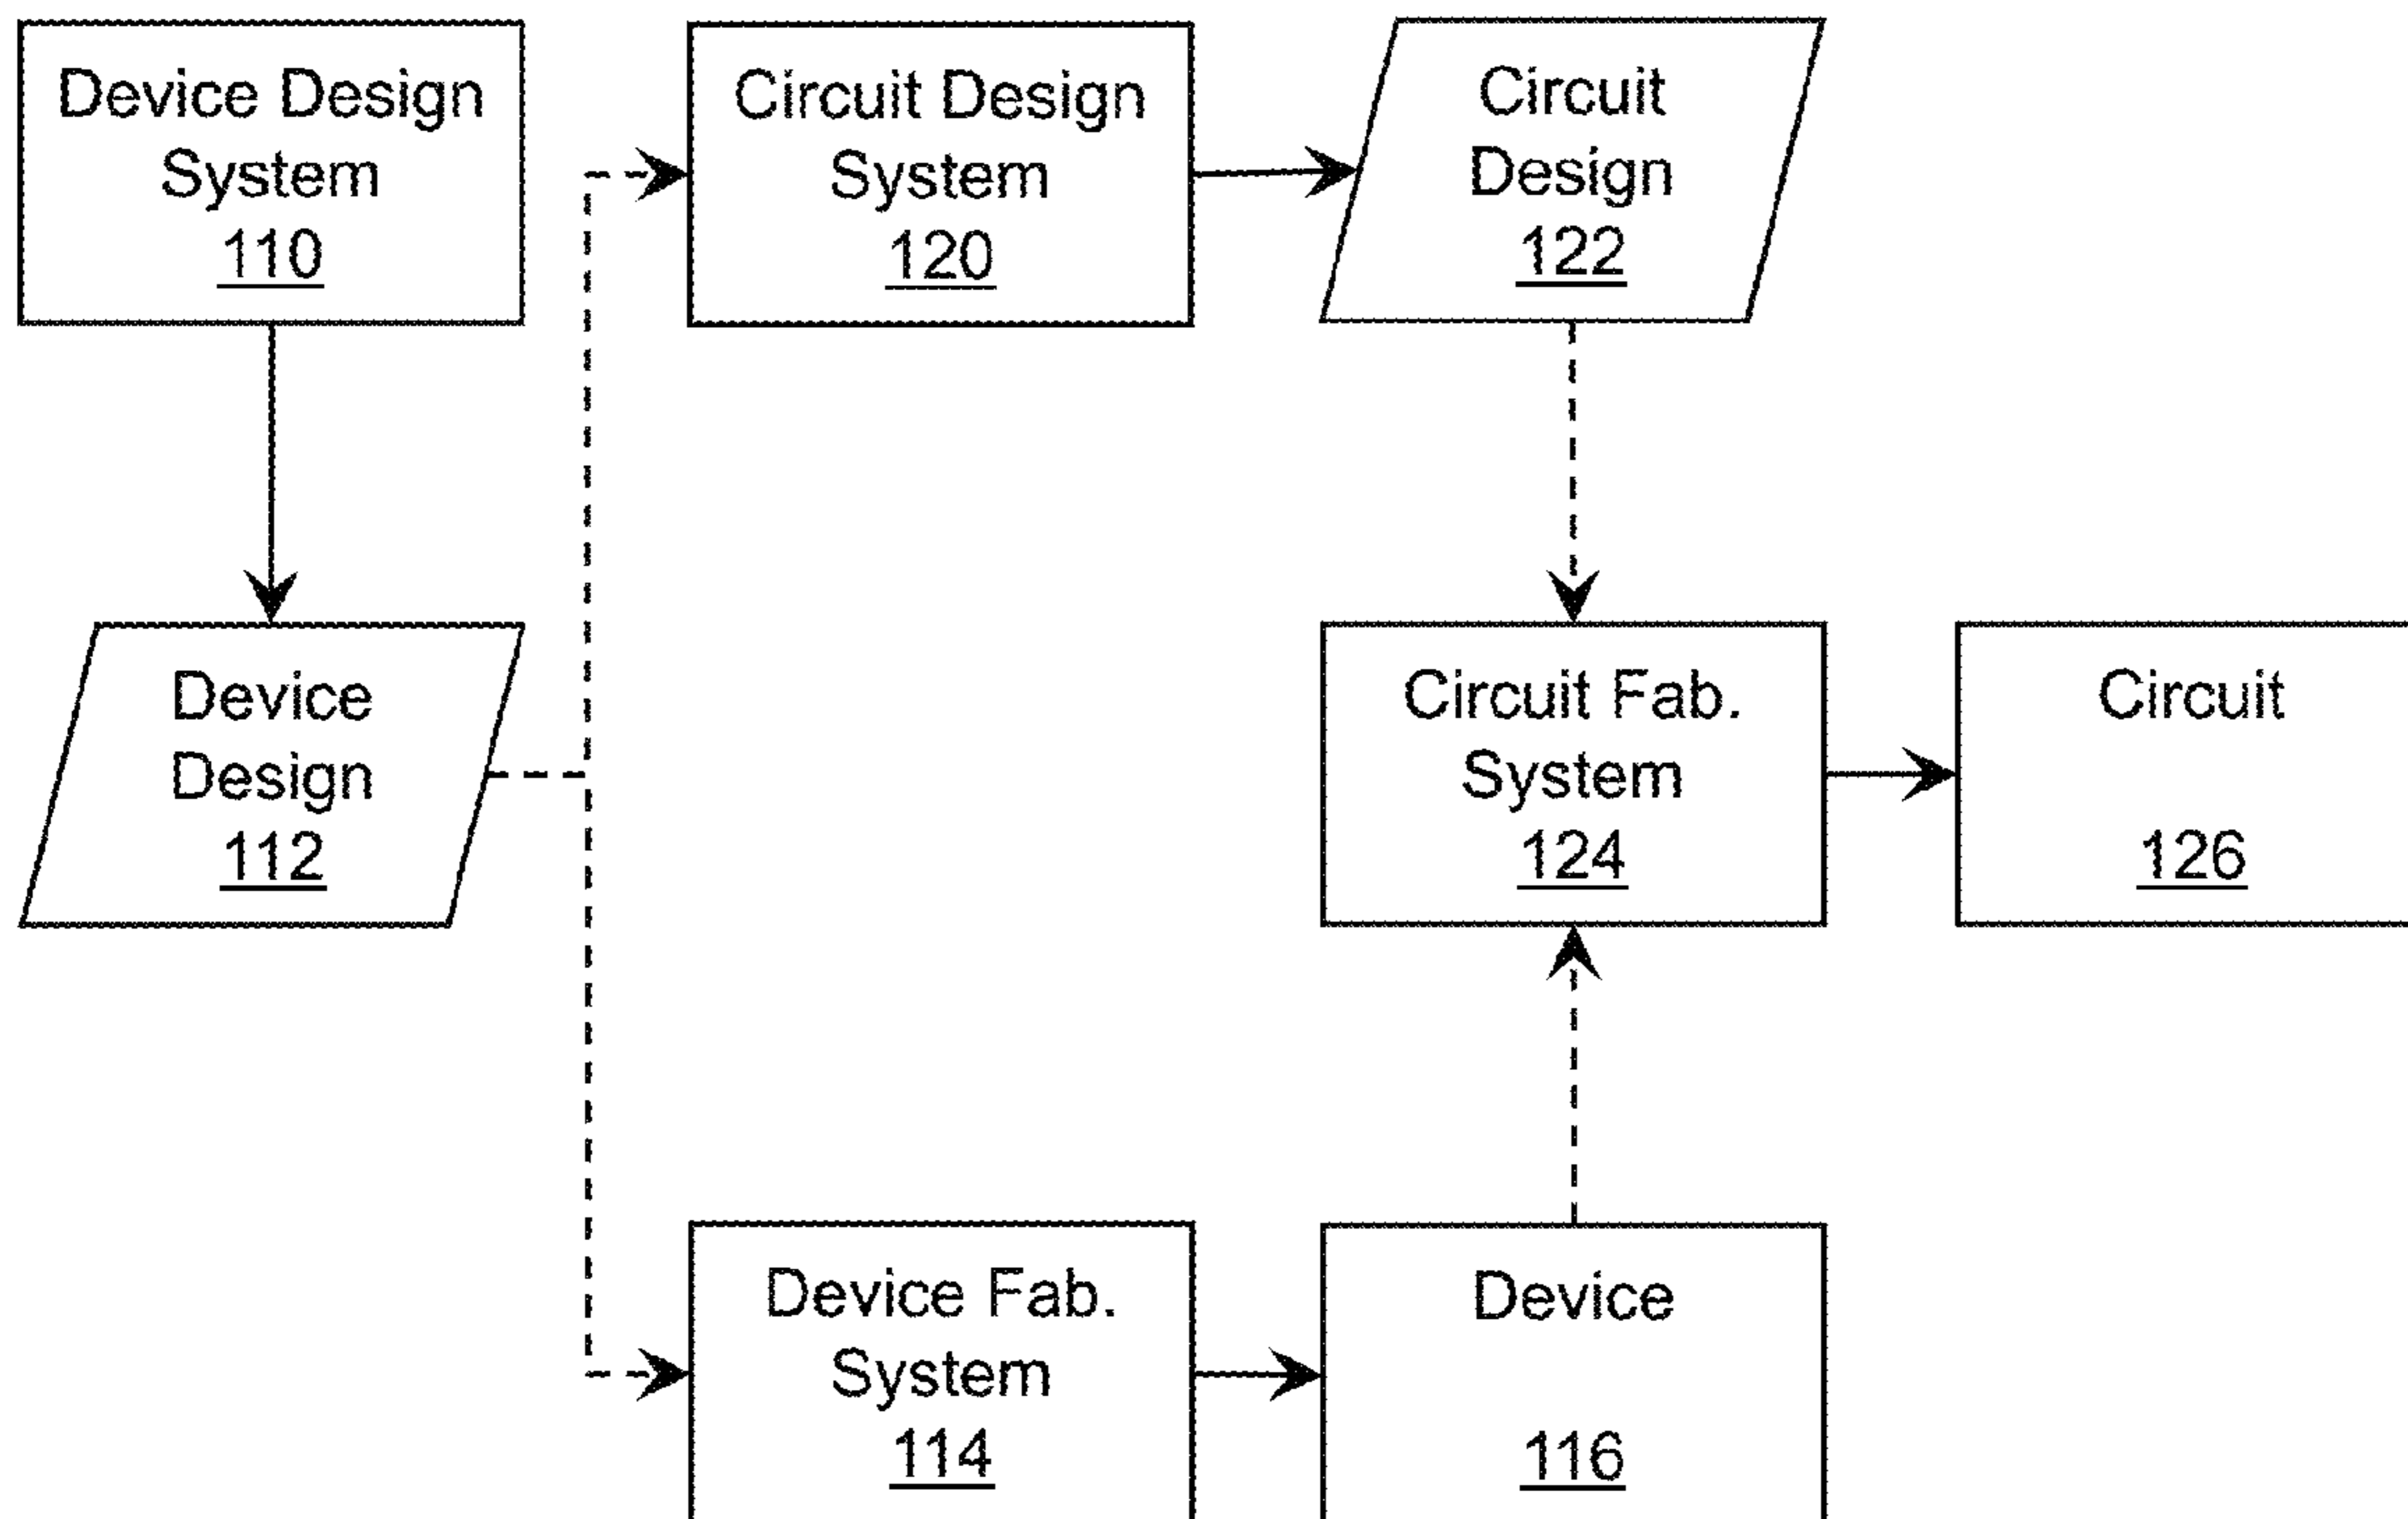 Device Design
System
110
Circuit Design
System
120
Circuit
Design
122
Device
Design
112
Circuit Fab.
System
124
Circuit
126
Device Fab.
System
114
Device
116